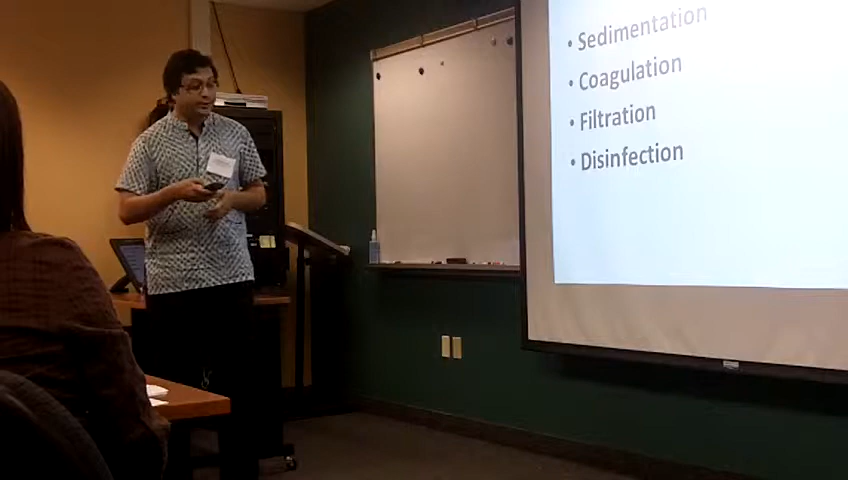 • Sedimentation
• Coagulation
• Filtration
• Disinfection